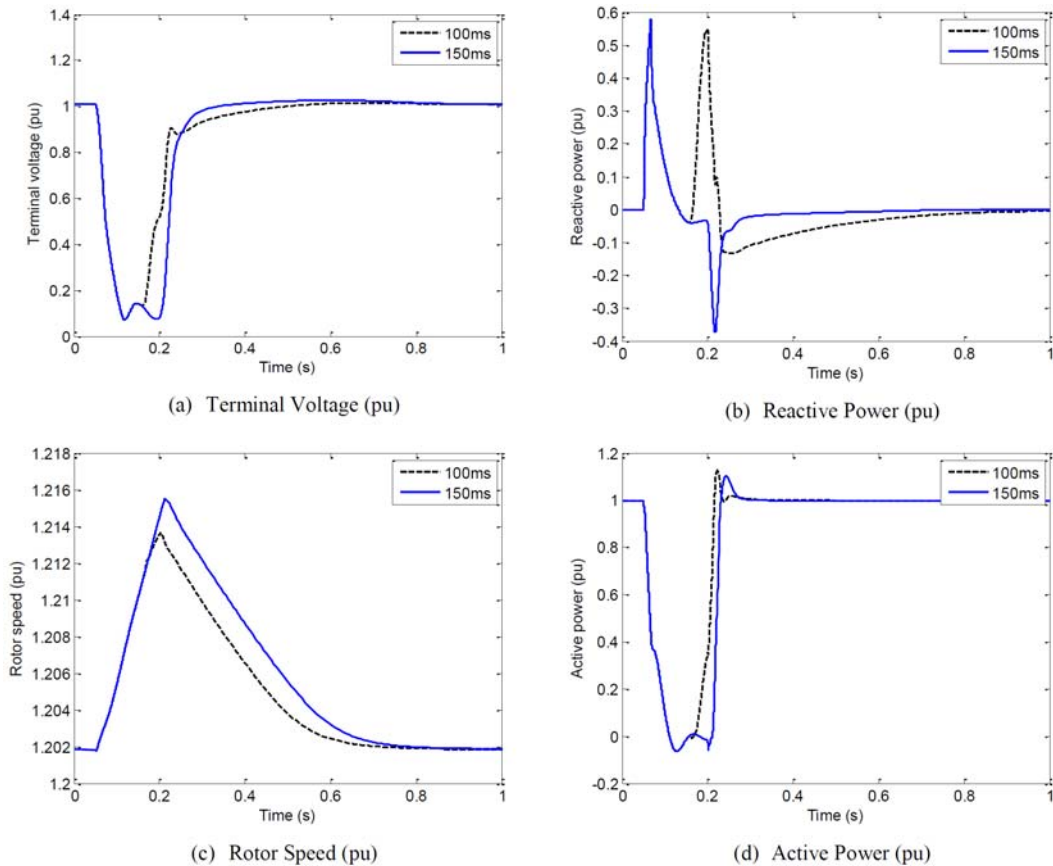 1.4
1.2
1
0.8
0.6
0.4
0.2
0
Terminal voltage (pu)
100ms
150ms
0 0.2 0.4 0.6 0.8 1
Time (s)
(a) Terminal Voltage (pu)
0.6
0.5
0.4
0.3
0.2
0.1
0
-0.1
-0.2
-0.3
-0.4
Reactive power (pu)
100ms
150ms
0 0.2 0.4 0.6 0.8 1
Time (s)
(b) Reactive Power (pu)
1.218
1.216
1.214
1.212
1.21
1.208
1.206
1.204
1.202
1.2
Rotor speed (pu)
100ms
150ms
0 0.2 0.4 0.6 0.8 1
Time (s)
(c) Rotor Speed (pu)
1.2
1
0.8
0.6
0.4
0.2
0
-0.2
Active power (pu)
100ms
150ms
0 0.2 0.4 0.6 0.8 1
Time (s)
(d) Active Power (pu)